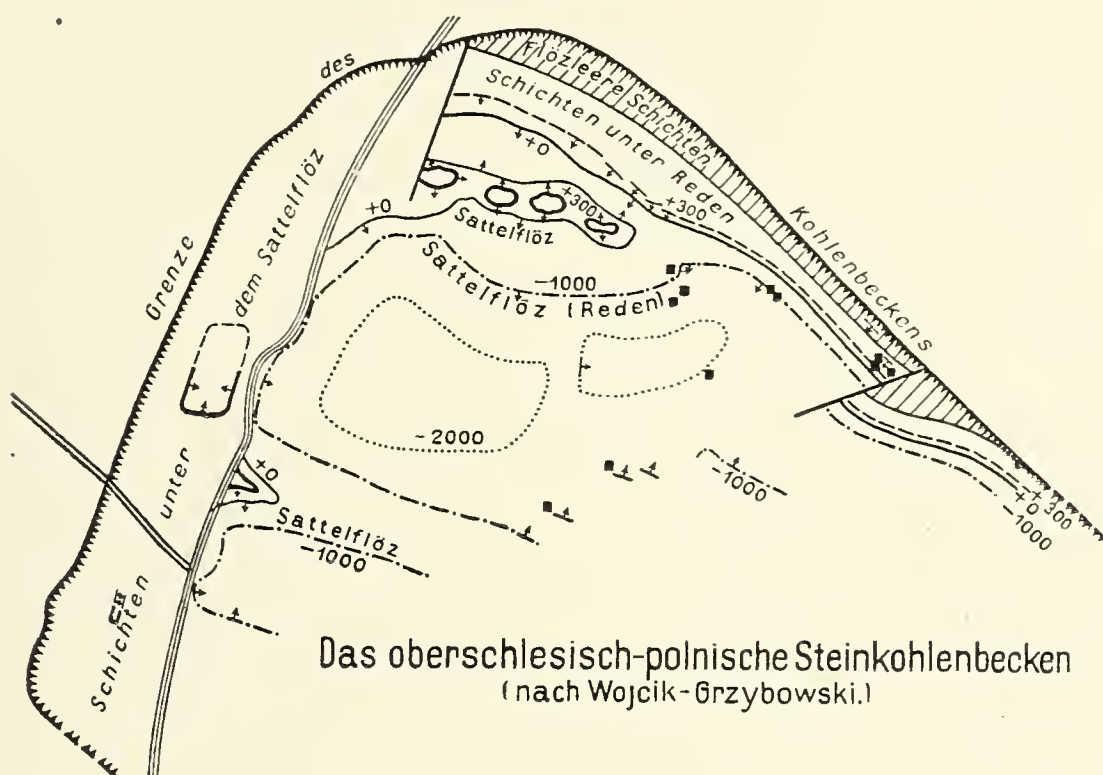 Grenze des Kohlenbeckens
Flözleere Schichten
Schichten unter Reden
+0
+300
+300
Sattelflöz
+0
-1000
Sattelflöz (Reden)
Schichten unter dem Sattelflöz
-2000
+0
Sattelflöz
-1000
-1000
+300
+0
-1000
Das oberschlesisch-polnische Steinkohlenbecken
(nach Wojcik-Grzybowski.)